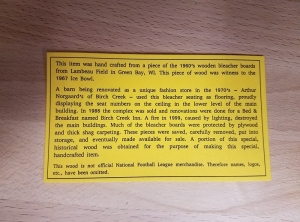 This item was hand crafted from a piece of the 1960's wooden bleacher boards
from Lambeau Field in Green Bay, WI. This piece of wood was witness to the
1967 Ice Bowl.
A barn being renovated as a unique fashion store in the 1970's – Arthur
Norgaard's of Birch Creek – used this bleacher seating as flooring, proudly
displaying the seat numbers on the ceiling in the lower level of the main
building. In 1986 the complex was sold and renovations were done for a Bed &
Breakfast named Birch Creek Inn. A fire in 1999, caused by lighting, destroyed
the main buildings. Much of the bleacher boards were protected by plywood
and thick shag carpeting. These pieces were saved, carefully removed, put into
storage, and eventually made available for sale. A portion of this special,
historical wood was obtained for the purpose of making this special,
handcrafted item.
This wood is not official National Football League merchandise. Therefore names, logos,
etc., have been omitted.